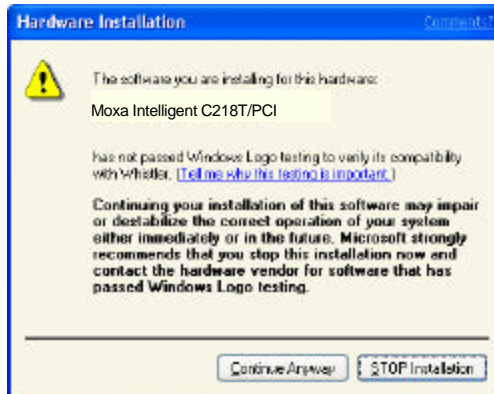 Hardware Installation
Comments?
The software you are installing for this hardware:
Moxa Intelligent C218T/PCI
has not passed Windows Logo testing to verify its compatibility
with Whistler. (Tell me why this testing is important.)
Continuing your installation of this software may impair
or destabilize the correct operation of your system
either immediately or in the future. Microsoft strongly
recommends that you stop this installation now and
contact the hardware vendor for software that has
passed Windows Logo testing.
Continue Anyway
STOP Installation